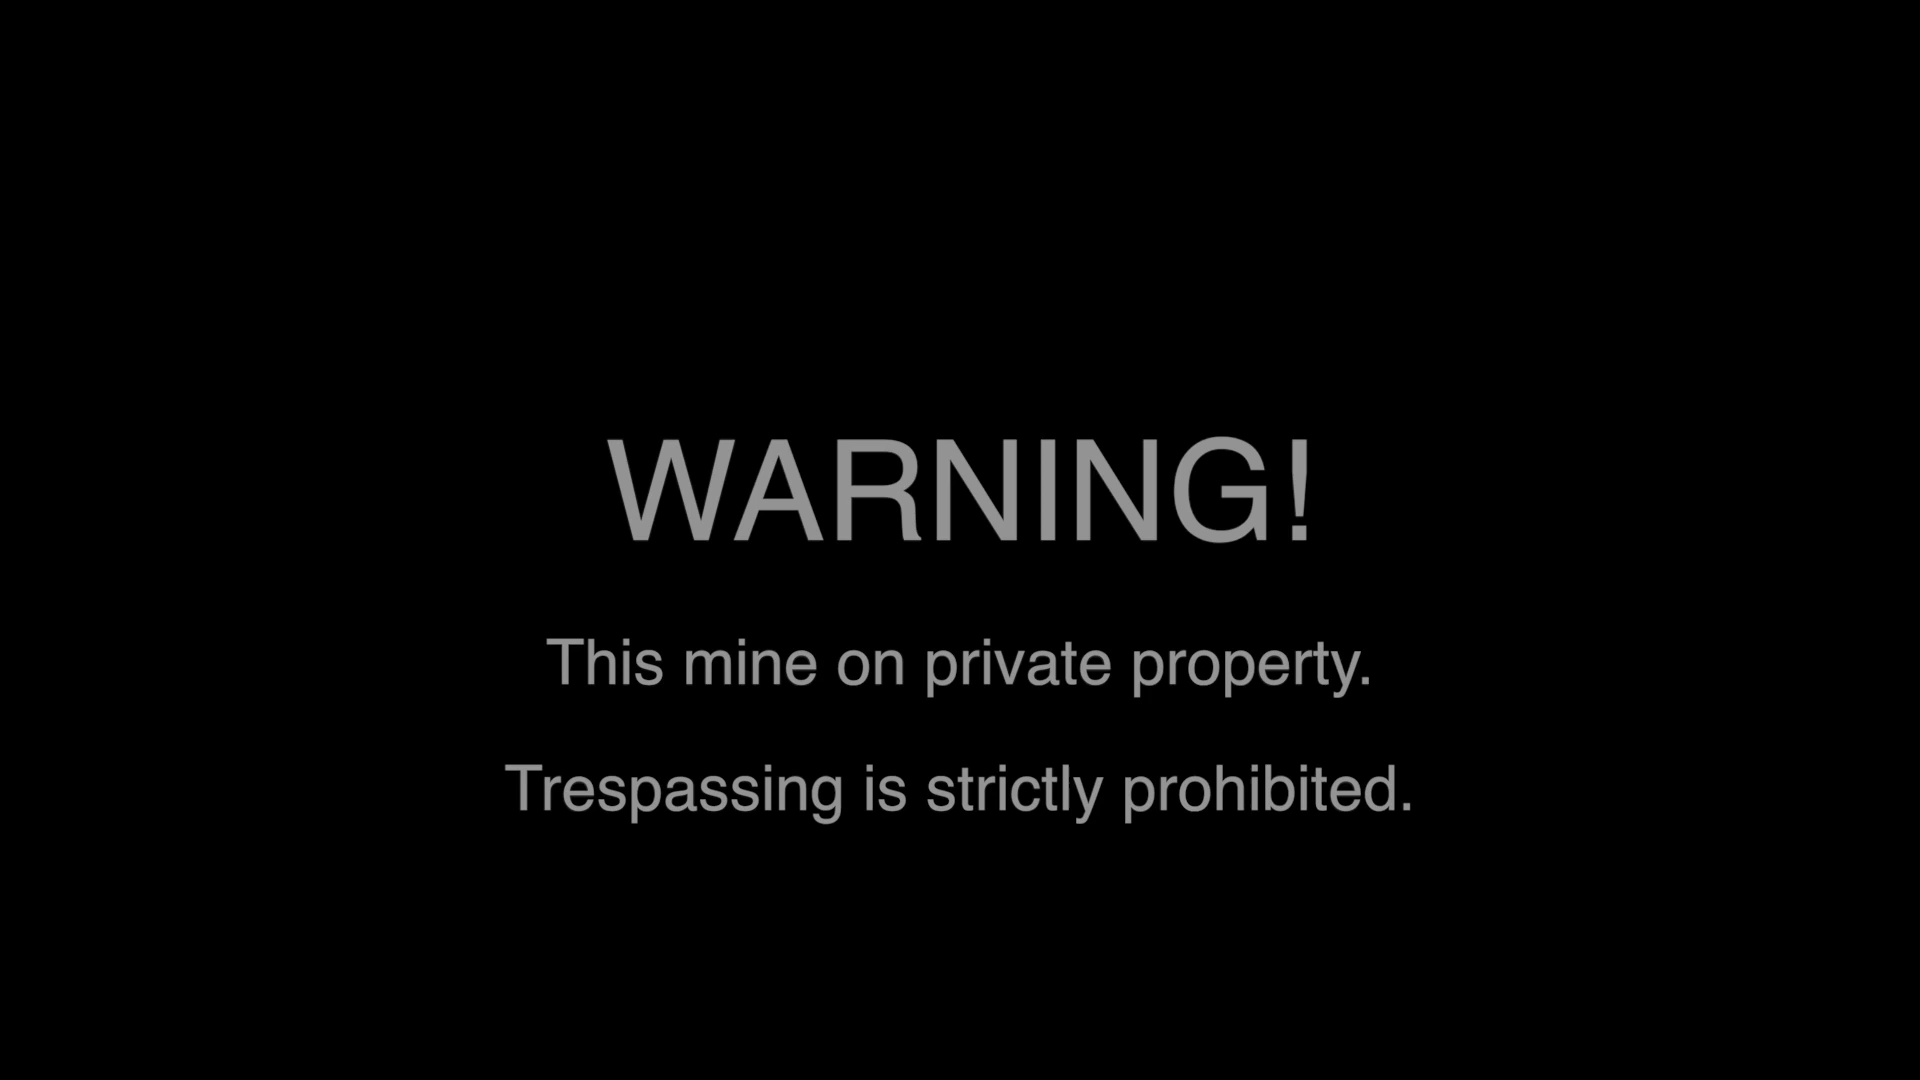 WARNING!
This mine on private property.
Trespassing is strictly prohibited.